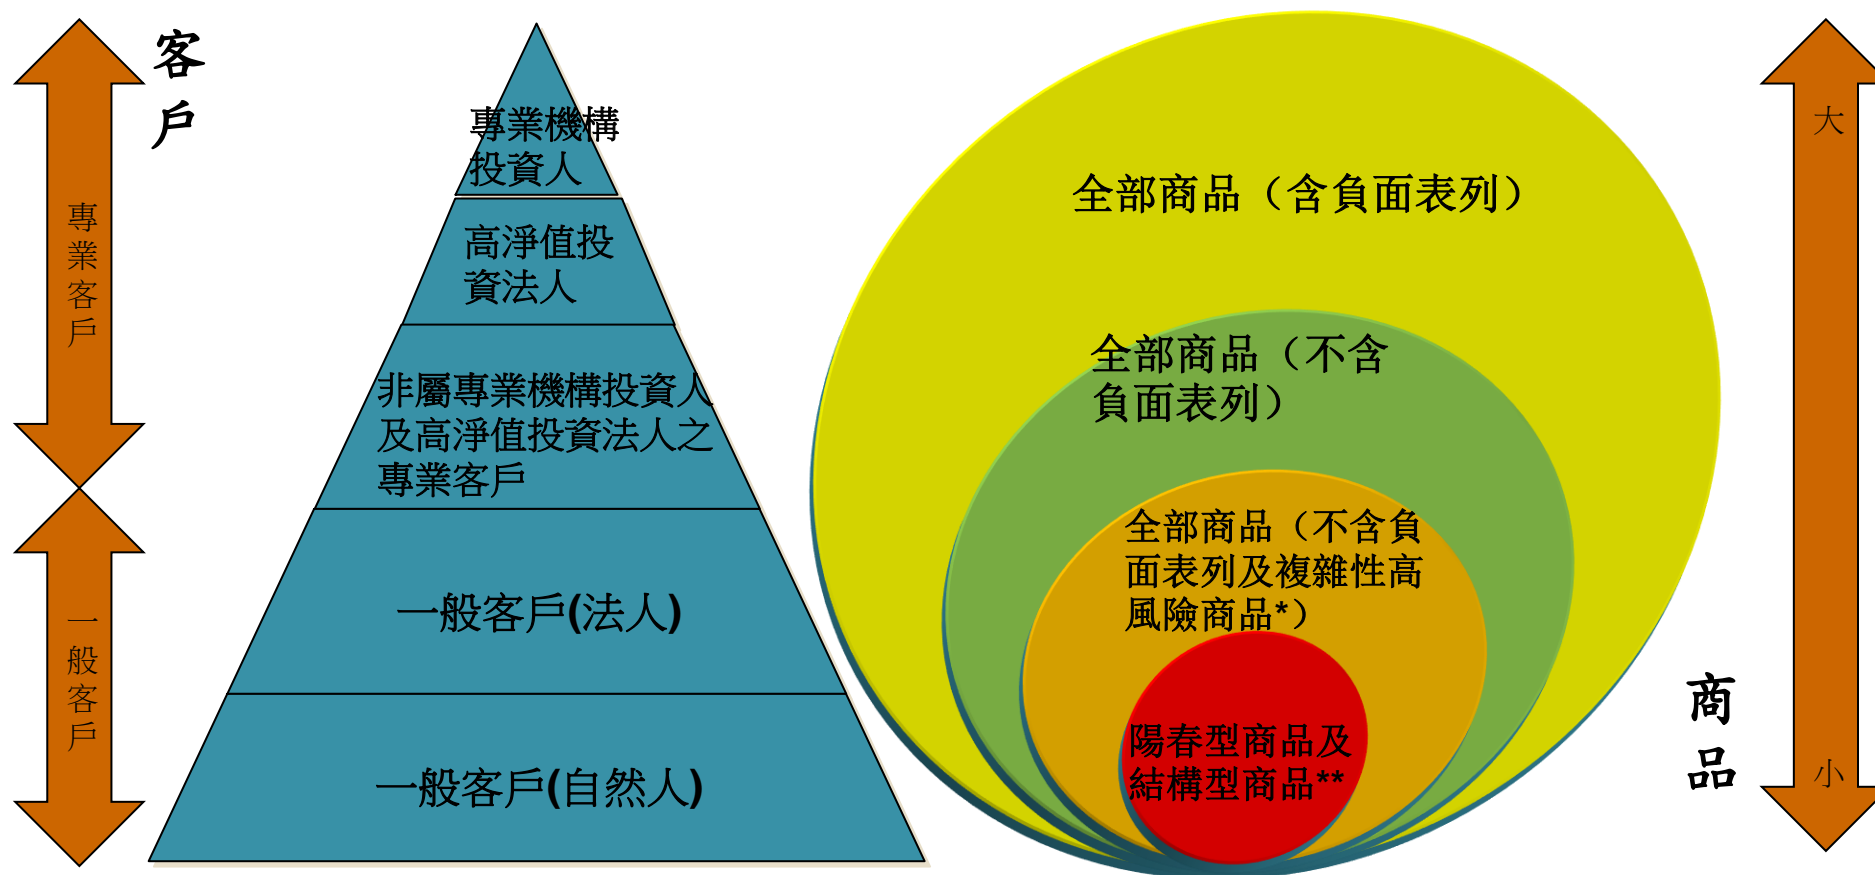 客
戶
專業客戶
一般客戶
專業機構
投資人
高淨值投
資法人
非屬專業機構投資人
及高淨值投資法人之
專業客戶
一般客戶(法人)
一般客戶(自然人)
全部商品（含負面表列）
全部商品（不含
負面表列）
全部商品（不含負
面表列及複雜性高
風險商品*）
陽春型商品及
結構型商品**
商
品
大
小